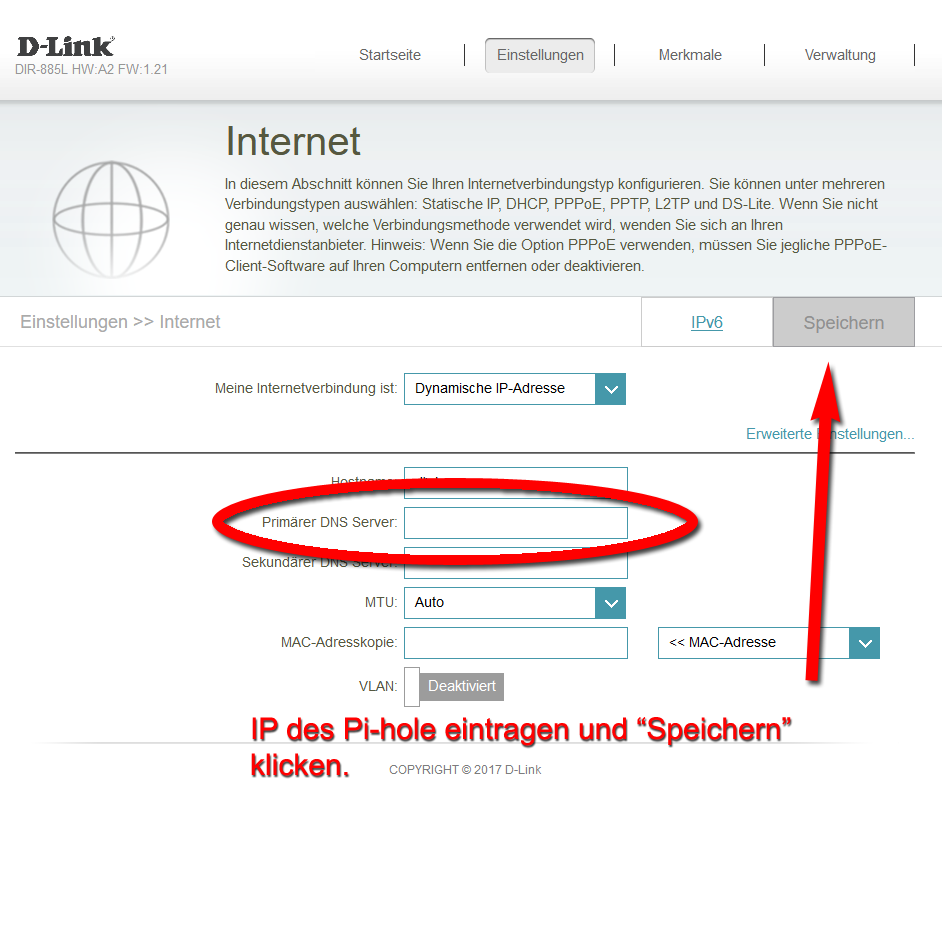 D-Link
DIR-885L HW:A2 FW:1.21
Startseite
Einstellungen
Merkmale
Verwaltung
Internet
In diesem Abschnitt können Sie Ihren Internetverbindungstyp konfigurieren. Sie können unter mehreren
Verbindungstypen auswählen: Statische IP, DHCP, PPPoE, PPTP, L2TP und DS-Lite. Wenn Sie nicht
genau wissen, welche Verbindungsmethode verwendet wird, wenden Sie sich an Ihren
Internetdienstanbieter. Hinweis: Wenn Sie die Option PPPoE verwenden, müssen Sie jegliche PPPoE-
Client-Software auf Ihren Computern entfernen oder deaktivieren.
Einstellungen >> Internet
IPv6
Speichern
Meine Internetverbindung ist: Dynamische IP-Adresse
Erweiterte Einstellungen...
Hostname:
Primärer DNS Server:
Sekundärer DNS Server:
MTU: Auto
MAC-Adresskopie: << MAC-Adresse
VLAN: Deaktiviert
IP des Pi-hole eintragen und “Speichern”
klicken.
COPYRIGHT © 2017 D-Link